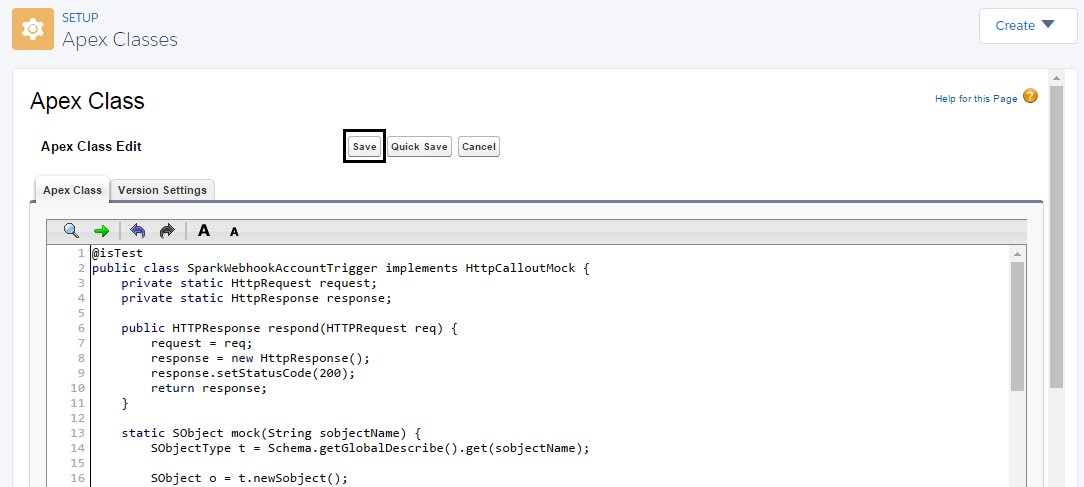 SETUP
Apex Classes
Create
Apex Class
Help for this Page ?
Apex Class Edit
Save Quick Save Cancel
Apex Class Version Settings
A A
1 @isTest
2 public class SparkWebhookAccountTrigger implements HttpCalloutMock {
3     private static HttpRequest request;
4     private static HttpResponse response;
5
6     public HTTPResponse respond(HTTPRequest req) {
7         request = req;
8         response = new HttpResponse();
9         response.setStatusCode(200);
10         return response;
11     }
12
13     static SObject mock(String sobjectName) {
14         SObjectType t = Schema.getGlobalDescribe().get(sobjectName);
15
16         SObject o = t.newSobject();